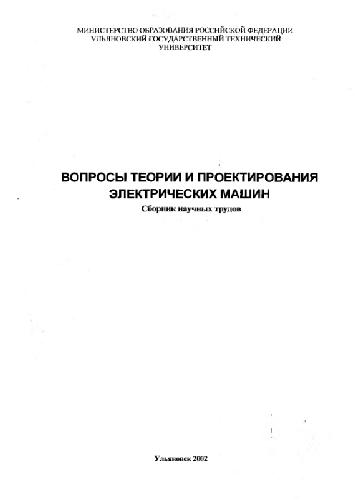 МИНИСТЕРСТВО ОБРАЗОВАНИЯ РОССИЙСКОЙ ФЕДЕРАЦИИ
УЛЬЯНОВСКИЙ ГОСУДАРСТВЕННЫЙ ТЕХНИЧЕСКИЙ
УНИВЕРСИТЕТ
ВОПРОСЫ ТЕОРИИ И ПРОЕКТИРОВАНИЯ
ЭЛЕКТРИЧЕСКИХ МАШИН
Сборник научных трудов
Ульяновск 2002